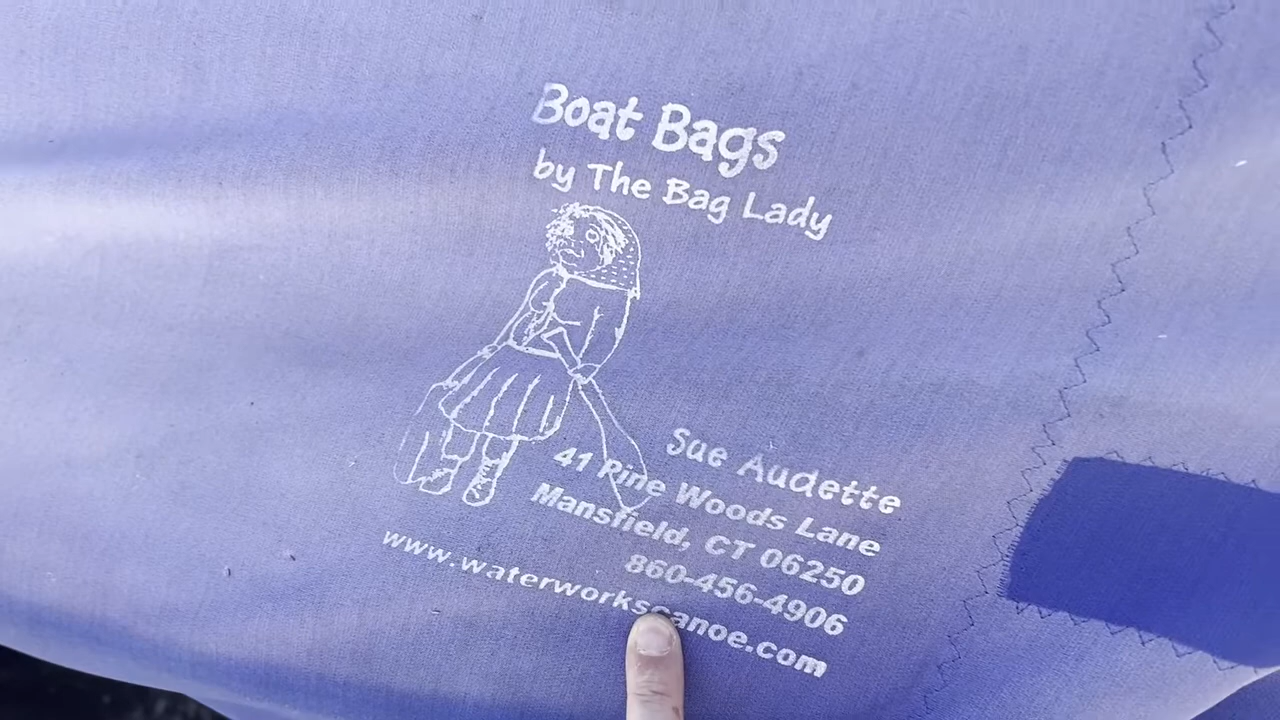 Boat Bags
by The Bag Lady
Sue Audette
41 Pine Woods Lane
Mansfield, CT 06250
860-456-4906
www.waterworkscanoe.com